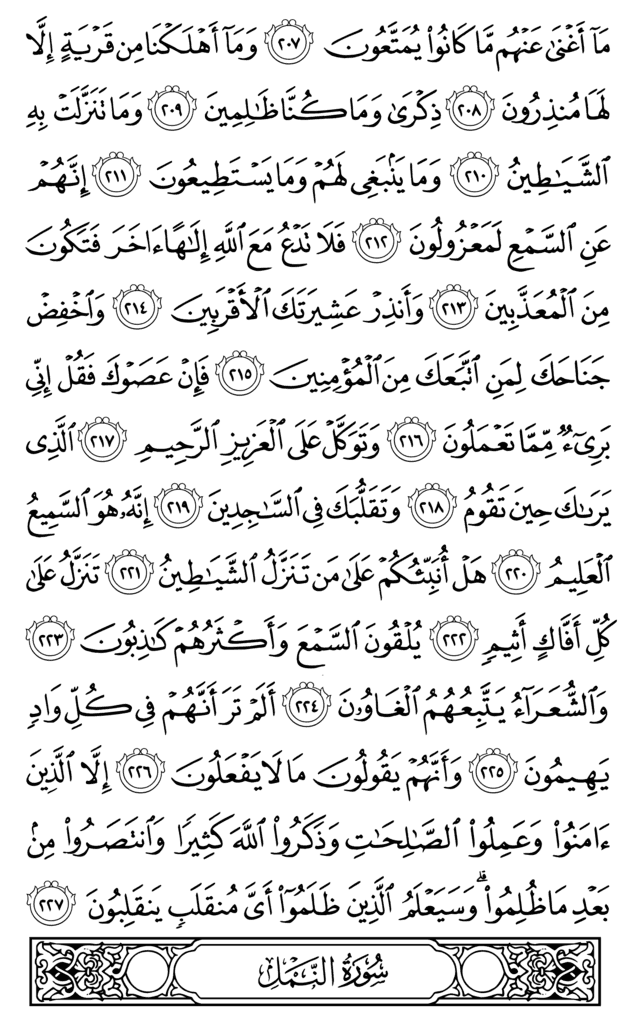 مَآ أَغْنَىٰ عَنْهُم مَّا كَانُوا۟ يُمَتَّعُونَ ٢٠٧ وَمَآ أَهْلَكْنَا مِن قَرْيَةٍ إِلَّا
لَهَا مُنذِرُونَ ٢٠٨ ذِكْرَىٰ وَمَا كُنَّا ظَـٰلِمِينَ ٢٠٩ وَمَا تَنَزَّلَتْ بِهِ
ٱلشَّيَـٰطِينُ ٢١٠ وَمَا يَنۢبَغِى لَهُمْ وَمَا يَسْتَطِيعُونَ ٢١١ إِنَّهُمْ
عَنِ ٱلسَّمْعِ لَمَعْزُولُونَ ٢١٢ فَلَا تَدْعُ مَعَ ٱللَّهِ إِلَـٰهًا ءَاخَرَ فَتَكُونَ
مِنَ ٱلْمُعَذَّبِينَ ٢١٣ وَأَنذِرْ عَشِيرَتَكَ ٱلْأَقْرَبِينَ ٢١٤ وَٱخْفِضْ
جَنَاحَكَ لِمَنِ ٱتَّبَعَكَ مِنَ ٱلْمُؤْمِنِينَ ٢١٥ فَإِنْ عَصَوْكَ فَقُلْ إِنِّى
بَرِىٓءٌ مِّمَّا تَعْمَلُونَ ٢١٦ وَتَوَكَّلْ عَلَى ٱلْعَزِيزِ ٱلرَّحِيمِ ٢١٧ ٱلَّذِى
يَرَىٰكَ حِينَ تَقُومُ ٢١٨ وَتَقَلُّبَكَ فِى ٱلسَّـٰجِدِينَ ٢١٩ إِنَّهُۥ هُوَ ٱلسَّمِيعُ
ٱلْعَلِيمُ ٢٢٠ هَلْ أُنَبِّئُكُمْ عَلَىٰ مَن تَنَزَّلُ ٱلشَّيَـٰطِينُ ٢٢١ تَنَزَّلُ عَلَىٰ
كُلِّ أَفَّاكٍ أَثِيمٍ ٢٢٢ يُلْقُونَ ٱلسَّمْعَ وَأَكْثَرُهُمْ كَـٰذِبُونَ ٢٢٣
وَٱلشُّعَرَآءُ يَتَّبِعُهُمُ ٱلْغَاوُۥنَ ٢٢٤ أَلَمْ تَرَ أَنَّهُمْ فِى كُلِّ وَادٍ
يَهِيمُونَ ٢٢٥ وَأَنَّهُمْ يَقُولُونَ مَا لَا يَفْعَلُونَ ٢٢٦ إِلَّا ٱلَّذِينَ
ءَامَنُوا۟ وَعَمِلُوا۟ ٱلصَّـٰلِحَـٰتِ وَذَكَرُوا۟ ٱللَّهَ كَثِيرًا وَٱنتَصَرُوا۟ مِنۢ
بَعْدِ مَا ظُلِمُوا۟ ۗ وَسَيَعْلَمُ ٱلَّذِينَ ظَلَمُوٓا۟ أَىَّ مُنقَلَبٍ يَنقَلِبُونَ ٢٢٧
سُورَةُ النَّمْلِ